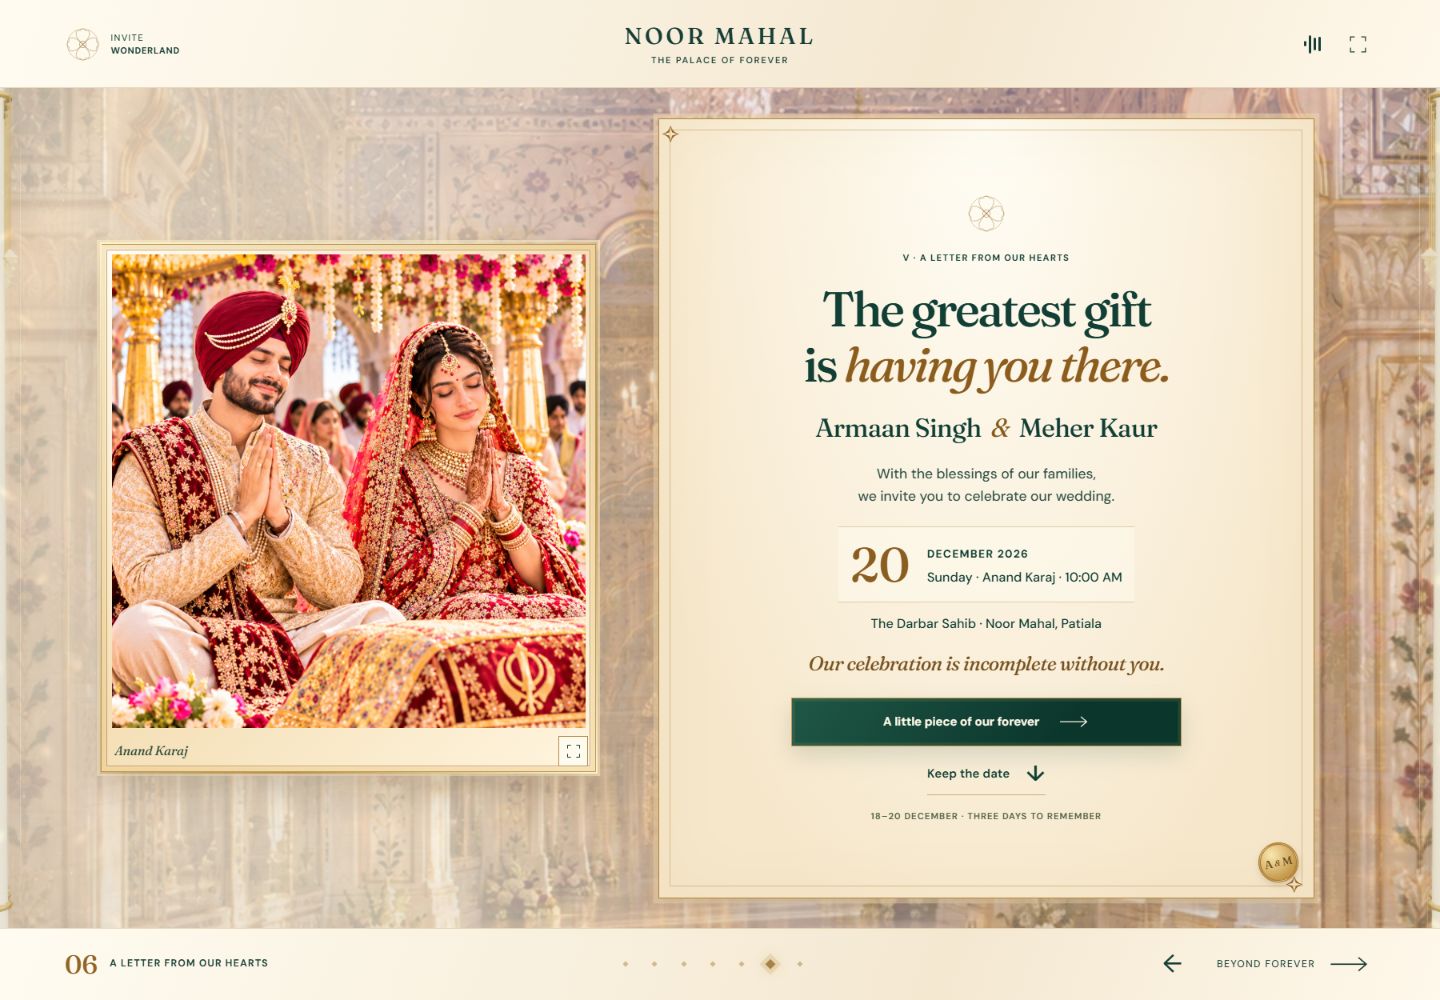 INVITE
WONDERLAND
NOOR MAHAL
THE PALACE OF FOREVER
Anand Karaj
V · A LETTER FROM OUR HEARTS
The greatest gift
is having you there.
Armaan Singh & Meher Kaur
With the blessings of our families,
we invite you to celebrate our wedding.
20
DECEMBER 2026
Sunday · Anand Karaj · 10:00 AM
The Darbar Sahib · Noor Mahal, Patiala
Our celebration is incomplete without you.
A little piece of our forever
Keep the date
18–20 DECEMBER · THREE DAYS TO REMEMBER
A & M
06
A LETTER FROM OUR HEARTS
BEYOND FOREVER